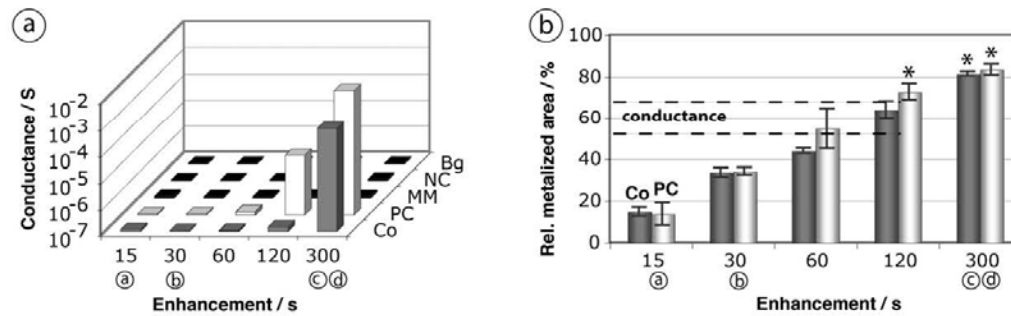 a
Conductance / S
10-2
10-3
10-4
10-5
10-6
10-7
Bg
NC
MM
PC
Co
15 30 60 120 300
a b c d
Enhancement / s
b
Rel. metalized area / %
100
80
60
40
20
0
* * *
conductance
Co PC
15 30 60 120 300
a b c d
Enhancement / s